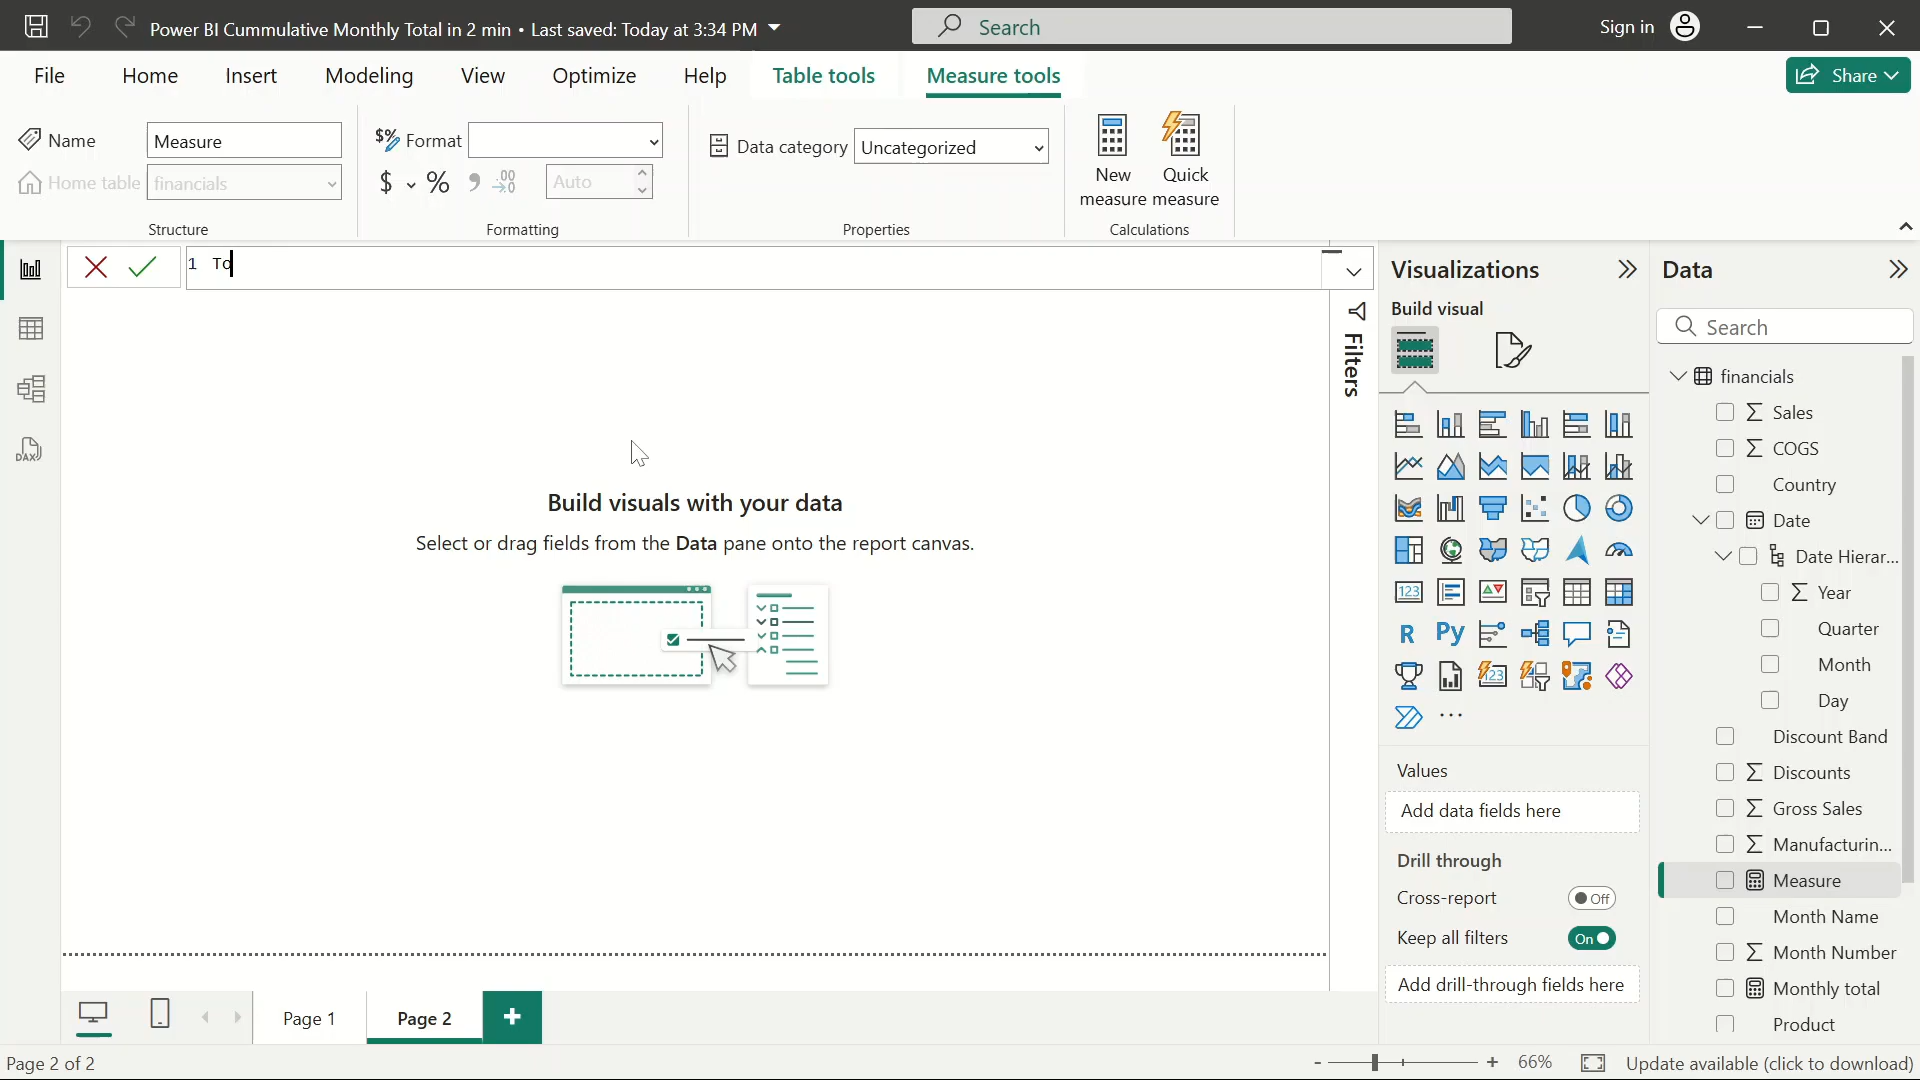 Power BI Cummulative Monthly Total in 2 min • Last saved: Today at 3:34 PM
Search
Sign in
File Home Insert Modeling View Optimize Help Table tools Measure tools
Share
Name Measure
Home table financials
Structure
$% Format
$ % 9 .00 →.0 Auto
Formatting
Data category Uncategorized
Properties
New measure
Quick measure
Calculations
1 To
DAX
Build visuals with your data
Select or drag fields from the Data pane onto the report canvas.
Filters
Visualizations
Build visual
123
R Py
123
...
Values
Add data fields here
Drill through
Cross-report Off
Keep all filters On
Add drill-through fields here
Data
Search
financials
Σ Sales
Σ COGS
Country
Date
Date Hierar...
Σ Year
Quarter
Month
Day
Discount Band
Σ Discounts
Σ Gross Sales
Σ Manufacturin...
Measure
Month Name
Σ Month Number
Monthly total
Product
Page 1
Page 2
+
Page 2 of 2
- + 66%
Update available (click to download)